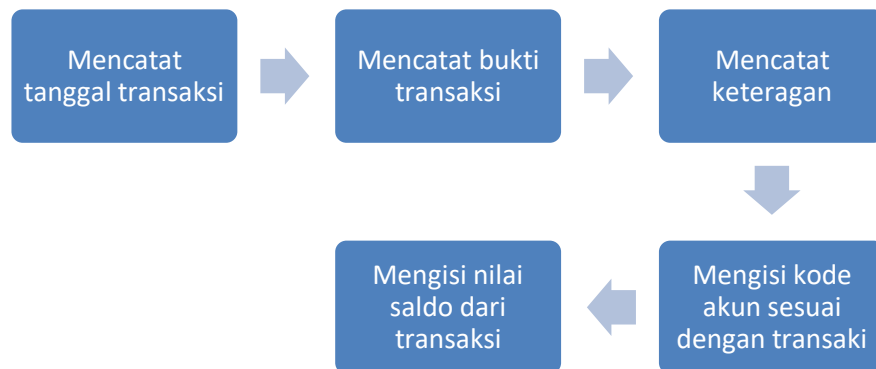 Mencatat
tanggal transaksi
Mencatat bukti
transaksi
Mencatat
keteragan
Mengisi kode
akun sesuai
dengan transaki
Mengisi nilai
saldo dari
transaksi